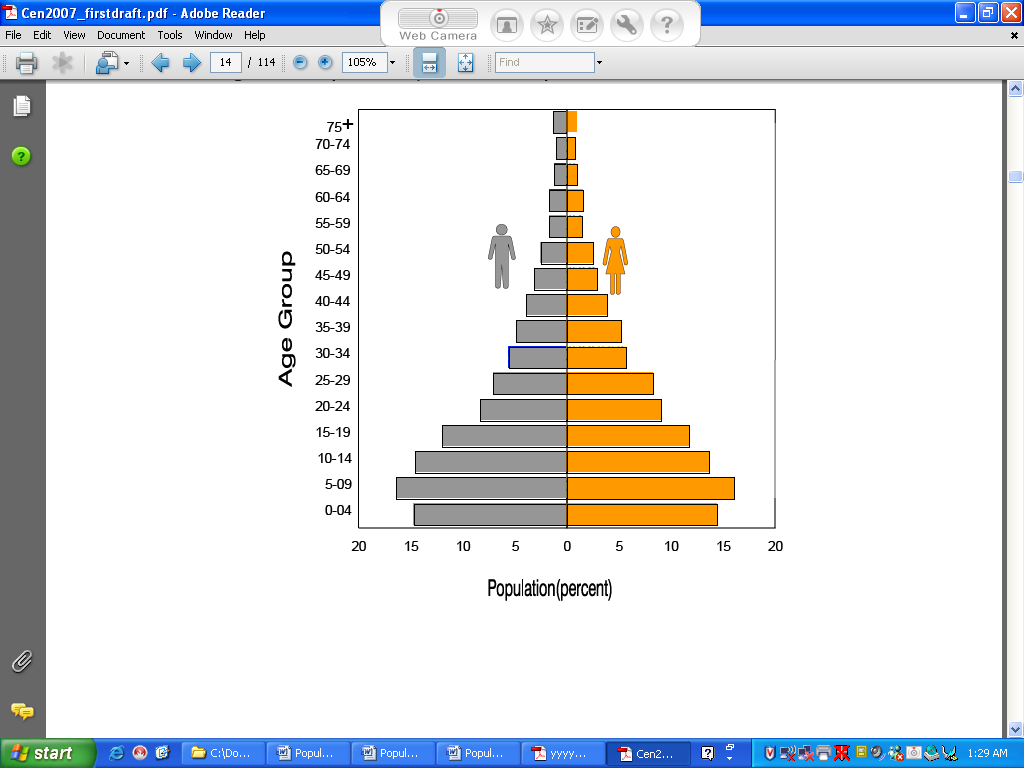 Cen2007_firstdraft.pdf - Adobe Reader
Web Camera
File Edit View Document Tools Window Help
14 / 114 105% Find
75+
70-74
65-69
60-64
55-59
50-54
45-49
40-44
35-39
30-34
25-29
20-24
15-19
10-14
5-09
0-04
Age Group
20 15 10 5 0 5 10 15 20
Population(percent)
start C:\Do... Popul... Popul... Popul... yyyy... Cen2... 1:29 AM